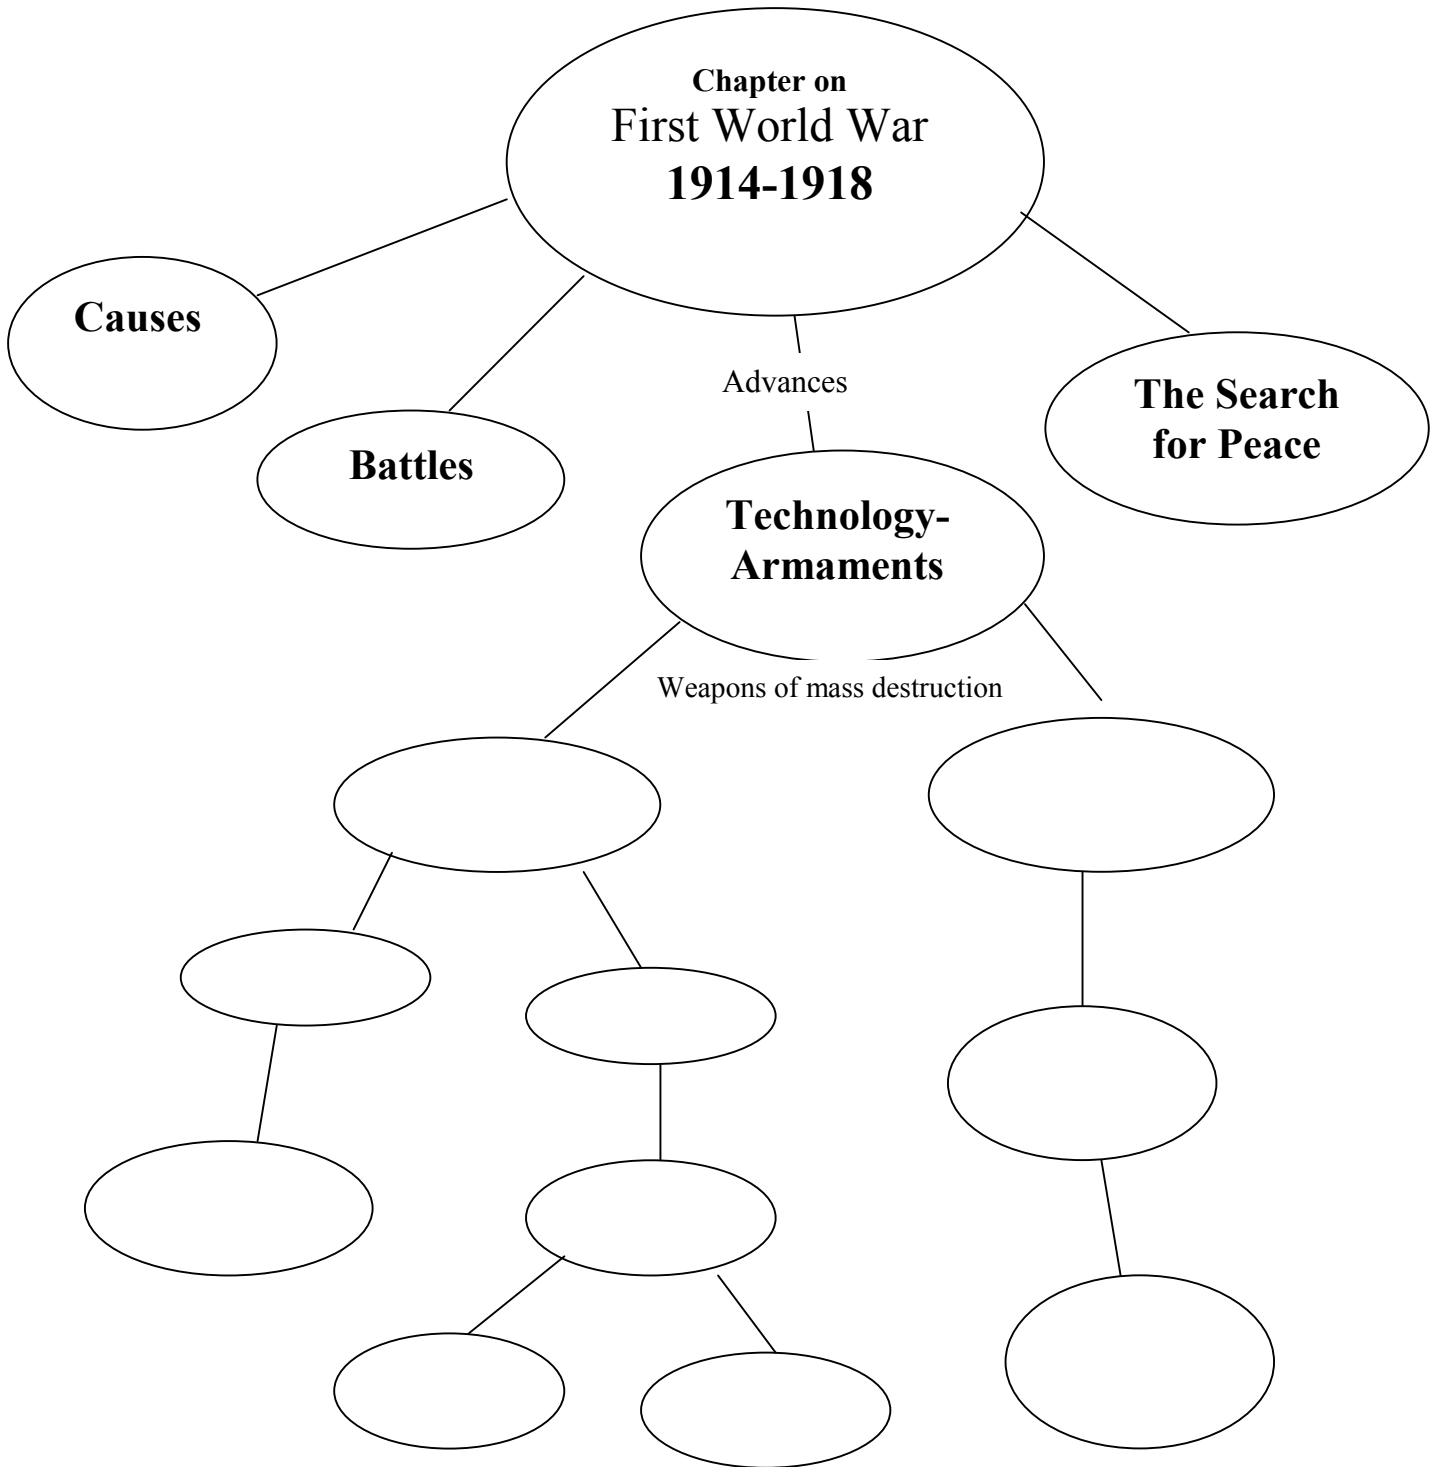 Chapter on
First World War
1914-1918
Causes
Battles
Advances
The Search
for Peace
Technology-
Armaments
Weapons of mass destruction